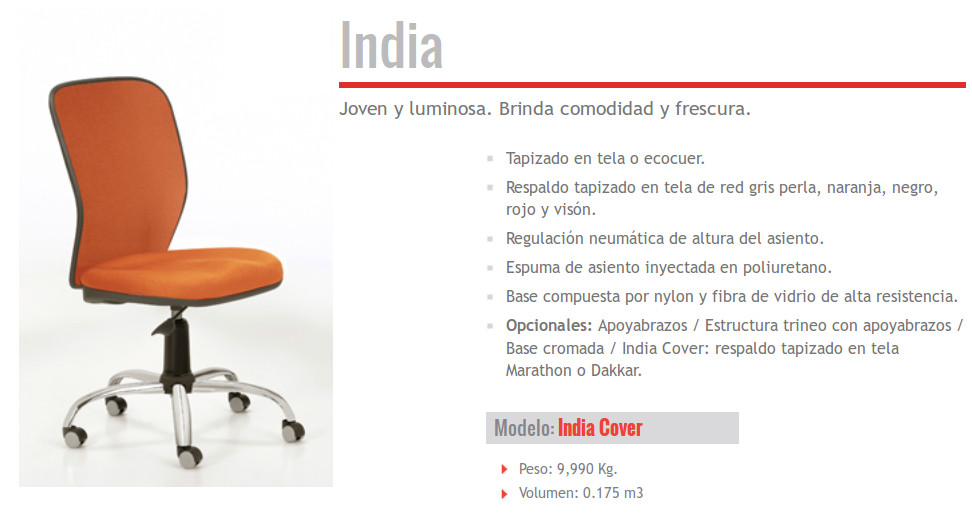 India
Joven y luminosa. Brinda comodidad y frescura.
Tapizado en tela o ecocuer.
Respaldo tapizado en tela de red gris perla, naranja, negro,
rojo y visón.
Regulación neumática de altura del asiento.
Espuma de asiento inyectada en poliuretano.
Base compuesta por nylon y fibra de vidrio de alta resistencia.
Opcionales: Apoyabrazos / Estructura trineo con apoyabrazos /
Base cromada / India Cover: respaldo tapizado en tela
Marathon o Dakkar.
Modelo: India Cover
Peso: 9,990 Kg.
Volumen: 0.175 m3